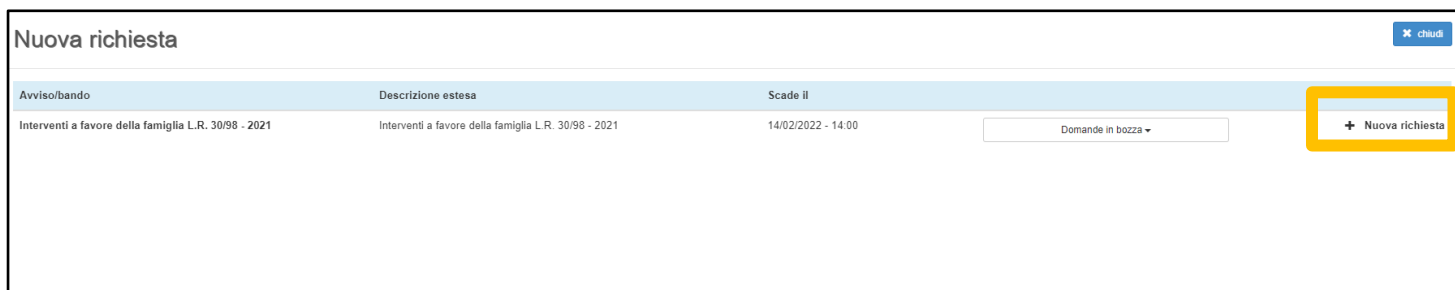 Nuova richiesta
✖ chiudi
Avviso/bando Descrizione estesa Scade il
Interventi a favore della famiglia L.R. 30/98 - 2021 Interventi a favore della famiglia L.R. 30/98 - 2021 14/02/2022 - 14:00 Domande in bozza + Nuova richiesta